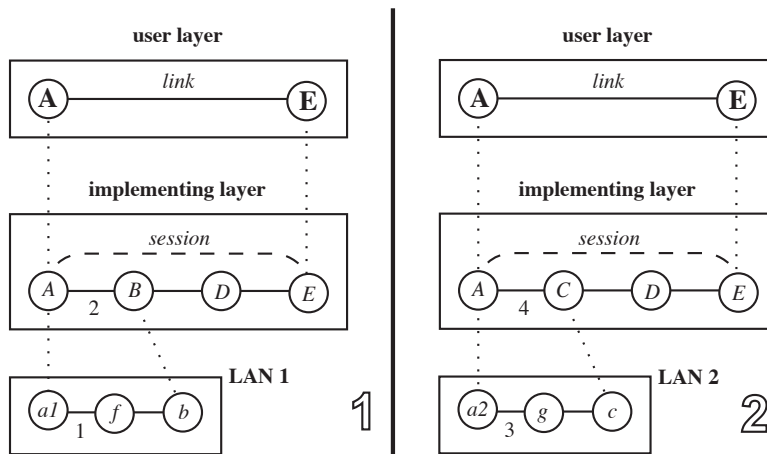 user layer
A link E
implementing layer
session
A B D E
2
LAN 1
a1 f b
1
1
user layer
A link E
implementing layer
session
A C D E
4
LAN 2
a2 g c
3
2